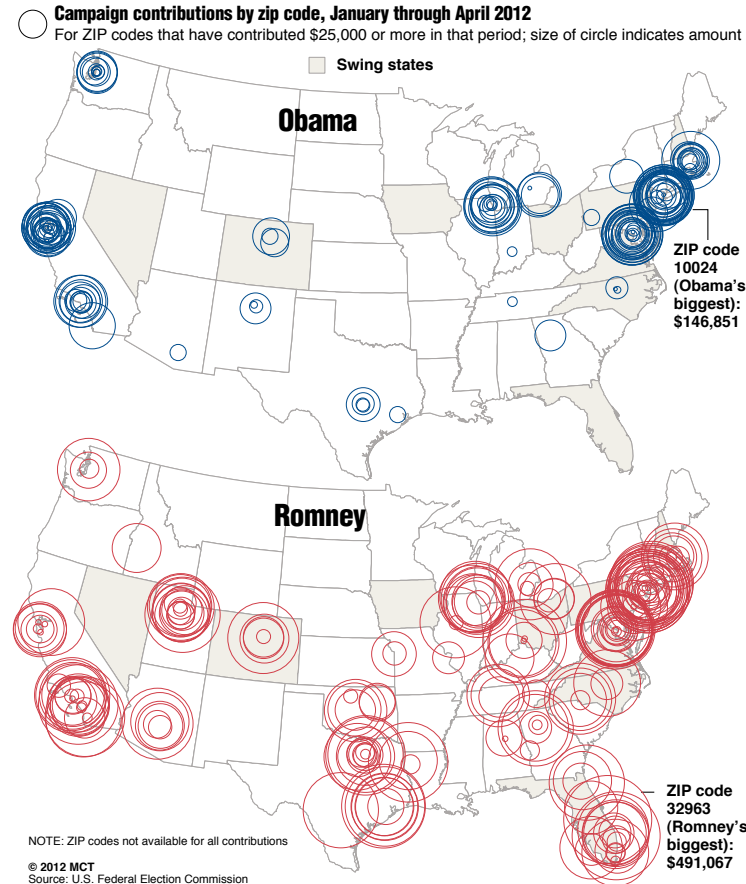 Campaign contributions by zip code, January through April 2012
For ZIP codes that have contributed $25,000 or more in that period; size of circle indicates amount
Swing states
Obama
ZIP code
10024
(Obama's
biggest):
$146,851
Romney
ZIP code
32963
(Romney's
biggest):
$491,067
NOTE: ZIP codes not available for all contributions
© 2012 MCT
Source: U.S. Federal Election Commission